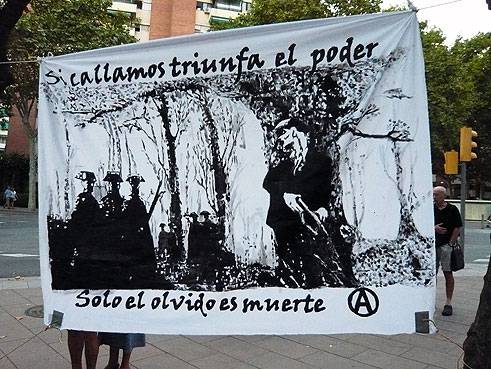 Si callamos triunfa el poder
Solo el olvido es muerte Ⓐ